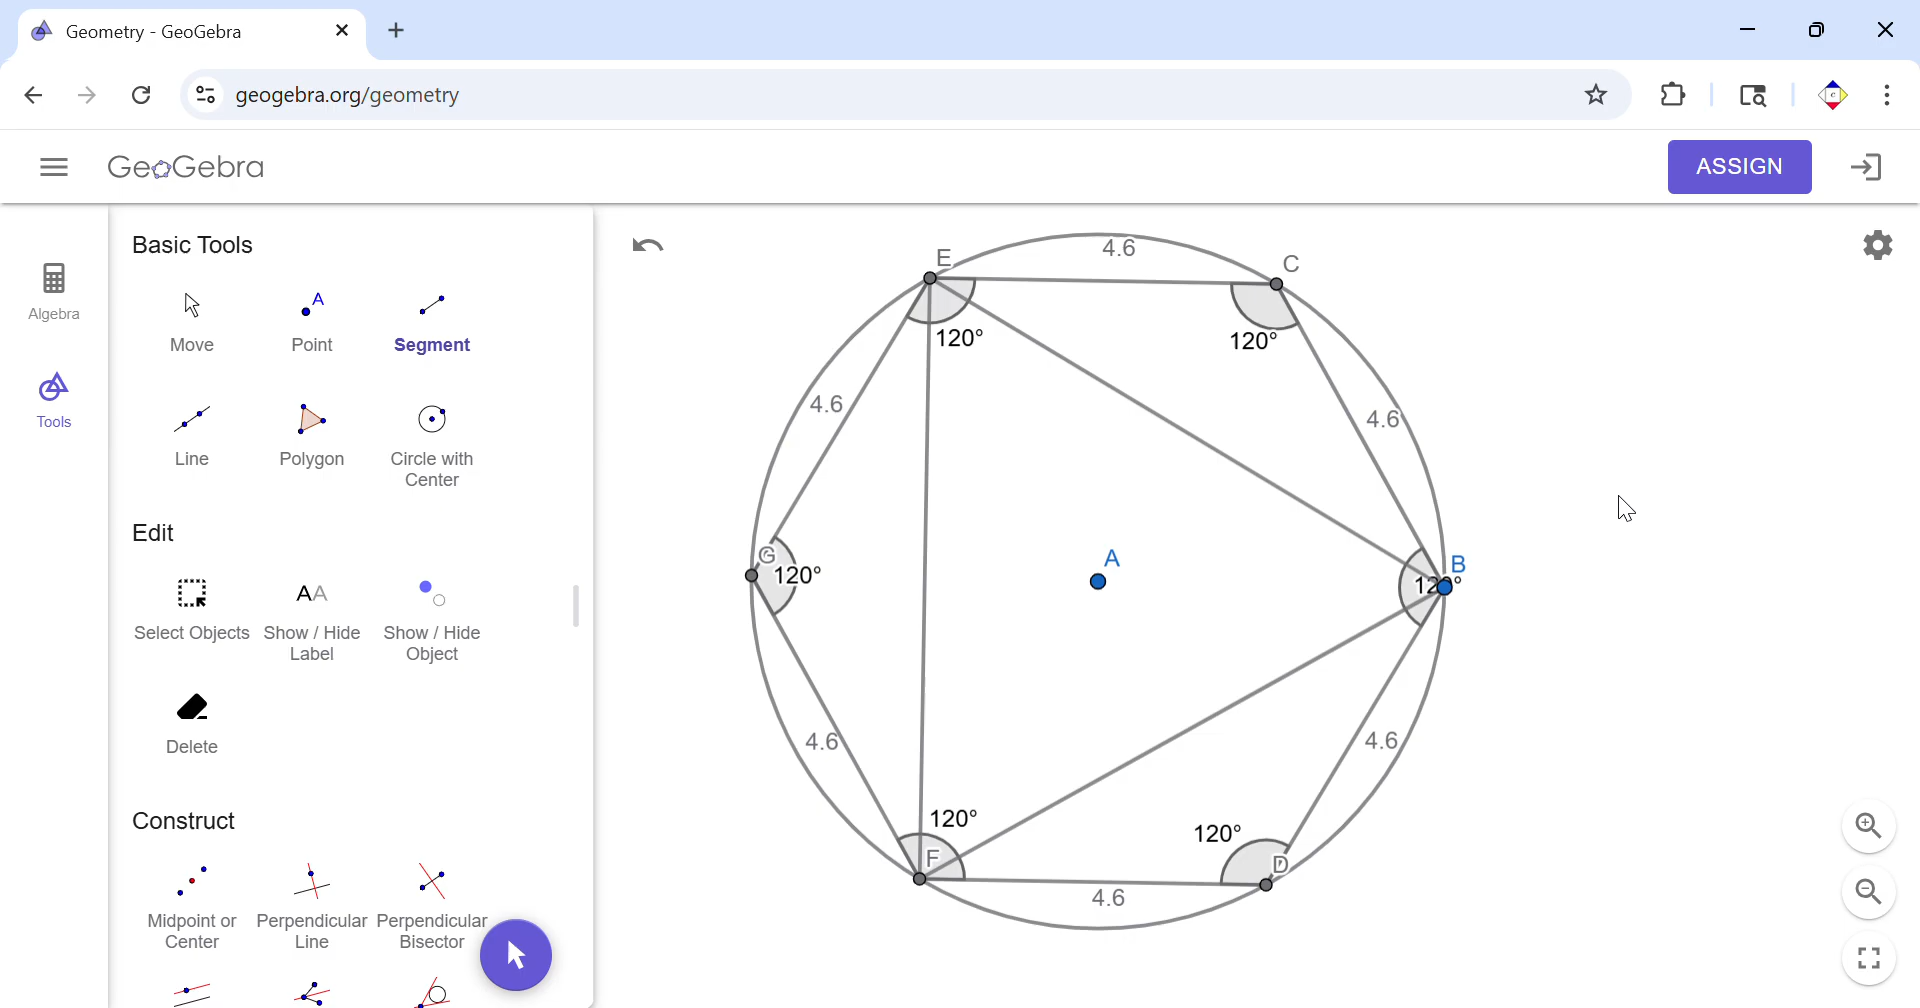 Geometry - GeoGebra
geogebra.org/geometry
GeoGebra
ASSIGN
Algebra
Tools
Basic Tools
Move
Point
Segment
Line
Polygon
Circle with
Center
Edit
Select Objects
Show / Hide
Label
Show / Hide
Object
Delete
Construct
Midpoint or
Center
Perpendicular
Line
Perpendicular
Bisector
E
4.6
C
120°
120°
4.6
4.6
G
120°
A
B
120°
4.6
4.6
120°
120°
F
D
4.6